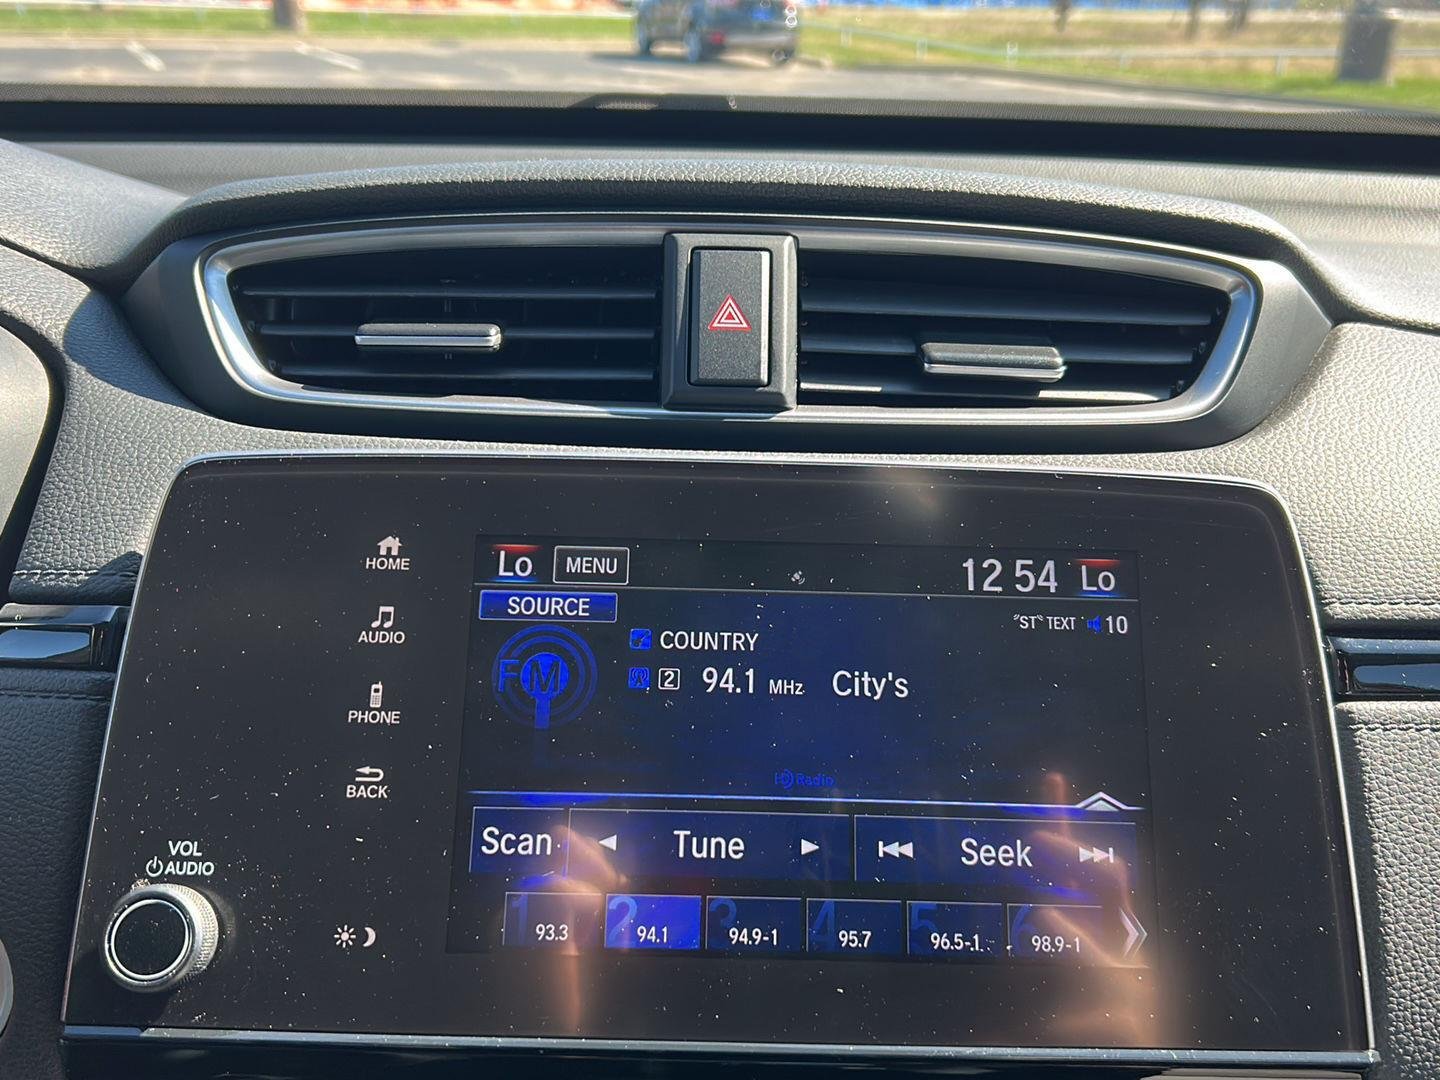 HOME
AUDIO
PHONE
BACK
VOL
AUDIO
Lo MENU 12 54 Lo
SOURCE
"ST" TEXT 10
FM
COUNTRY
2 94.1 MHz City's
HD Radio
Scan Tune Seek
1 93.3
2 94.1
3 94.9-1
4 95.7
5 96.5-1
6 98.9-1